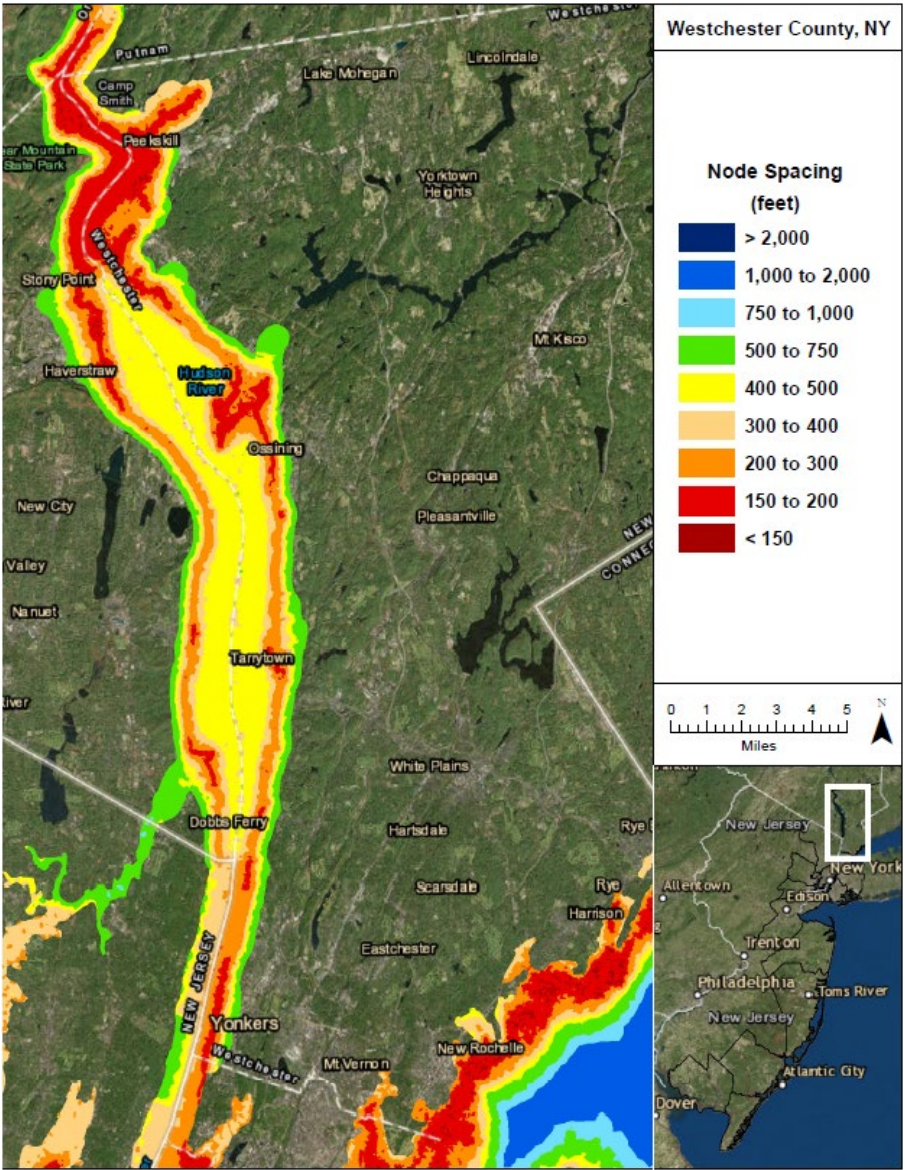 Westchester County, NY
Node Spacing
(feet)
> 2,000
1,000 to 2,000
750 to 1,000
500 to 750
400 to 500
300 to 400
200 to 300
150 to 200
< 150
0 1 2 3 4 5
Miles
N
Westchester
Putnam
Lincolndale
Lake Mohegan
Camp
Smith
Peekskill
ear Mountain
State Park
Yorktown
Heights
Westchester
Stony Point
Mt Kisco
Haverstraw
Hudson
River
Ossining
Chappaqua
New City
Pleasantville
NEW
CONNEC
Valley
Nanuet
Tarrytown
iver
White Plains
Dobbs Ferry
Hartsdale
Rye
Scarsdale
Rye
Harrison
Eastchester
NEW JERSEY
Yonkers
Westchester
Mt Vernon
New Rochelle
New Jersey
New York
Allentown
Edison
Trenton
Philadelphia
Toms River
New Jersey
Atlantic City
Dover